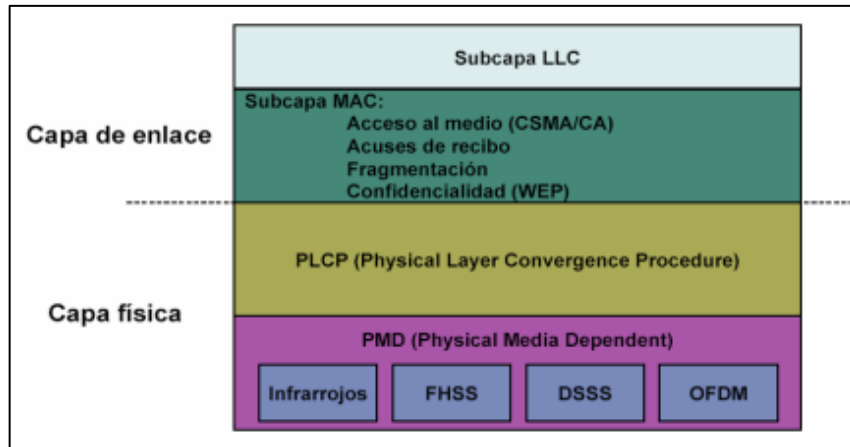 Subcapa LLC
Subcapa MAC:
Acceso al medio (CSMA/CA)
Acuses de recibo
Fragmentación
Confidencialidad (WEP)
Capa de enlace
PLCP (Physical Layer Convergence Procedure)
Capa física
PMD (Physical Media Dependent)
Infrarrojos
FHSS
DSSS
OFDM